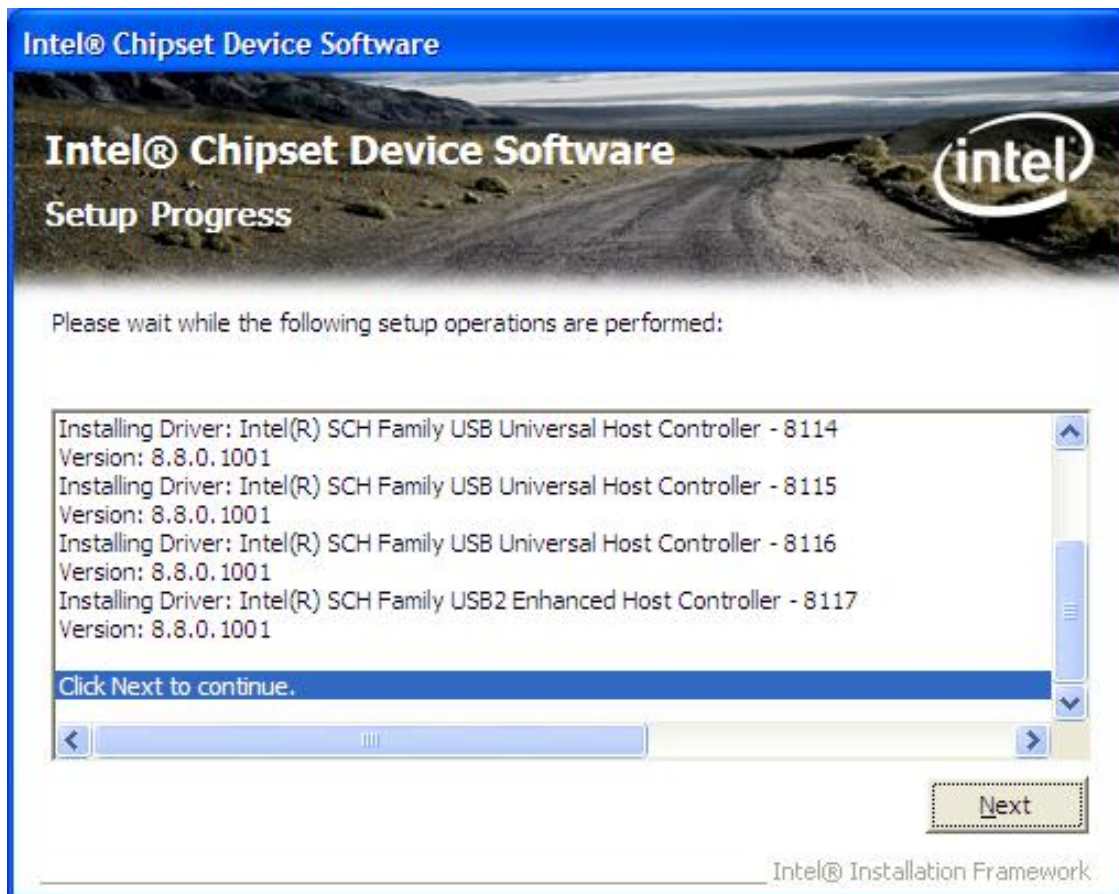 Intel® Chipset Device Software
Intel® Chipset Device Software
intel
Setup Progress
Please wait while the following setup operations are performed:
Installing Driver: Intel(R) SCH Family USB Universal Host Controller - 8114
Version: 8.8.0.1001
Installing Driver: Intel(R) SCH Family USB Universal Host Controller - 8115
Version: 8.8.0.1001
Installing Driver: Intel(R) SCH Family USB Universal Host Controller - 8116
Version: 8.8.0.1001
Installing Driver: Intel(R) SCH Family USB2 Enhanced Host Controller - 8117
Version: 8.8.0.1001
Click Next to continue.
Next
Intel® Installation Framework